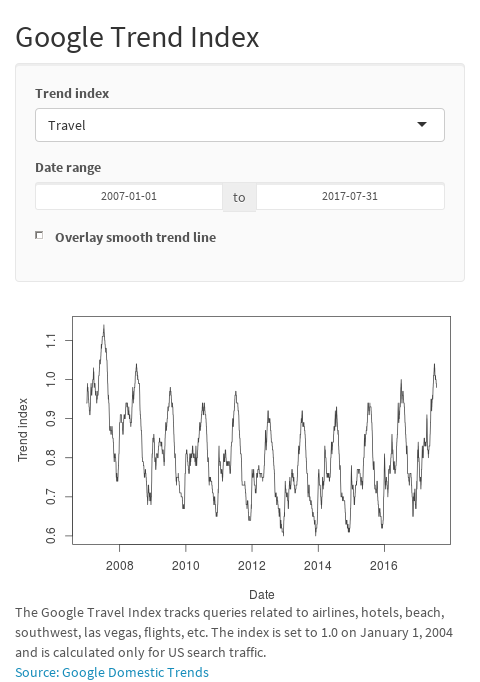 Google Trend Index
Trend index
Travel
Date range
2007-01-01 to 2017-07-31
Overlay smooth trend line
1.1
1.0
0.9
0.8
0.7
0.6
Trend index
2008 2010 2012 2014 2016
Date
The Google Travel Index tracks queries related to airlines, hotels, beach,
southwest, las vegas, flights, etc. The index is set to 1.0 on January 1, 2004
and is calculated only for US search traffic.
Source: Google Domestic Trends